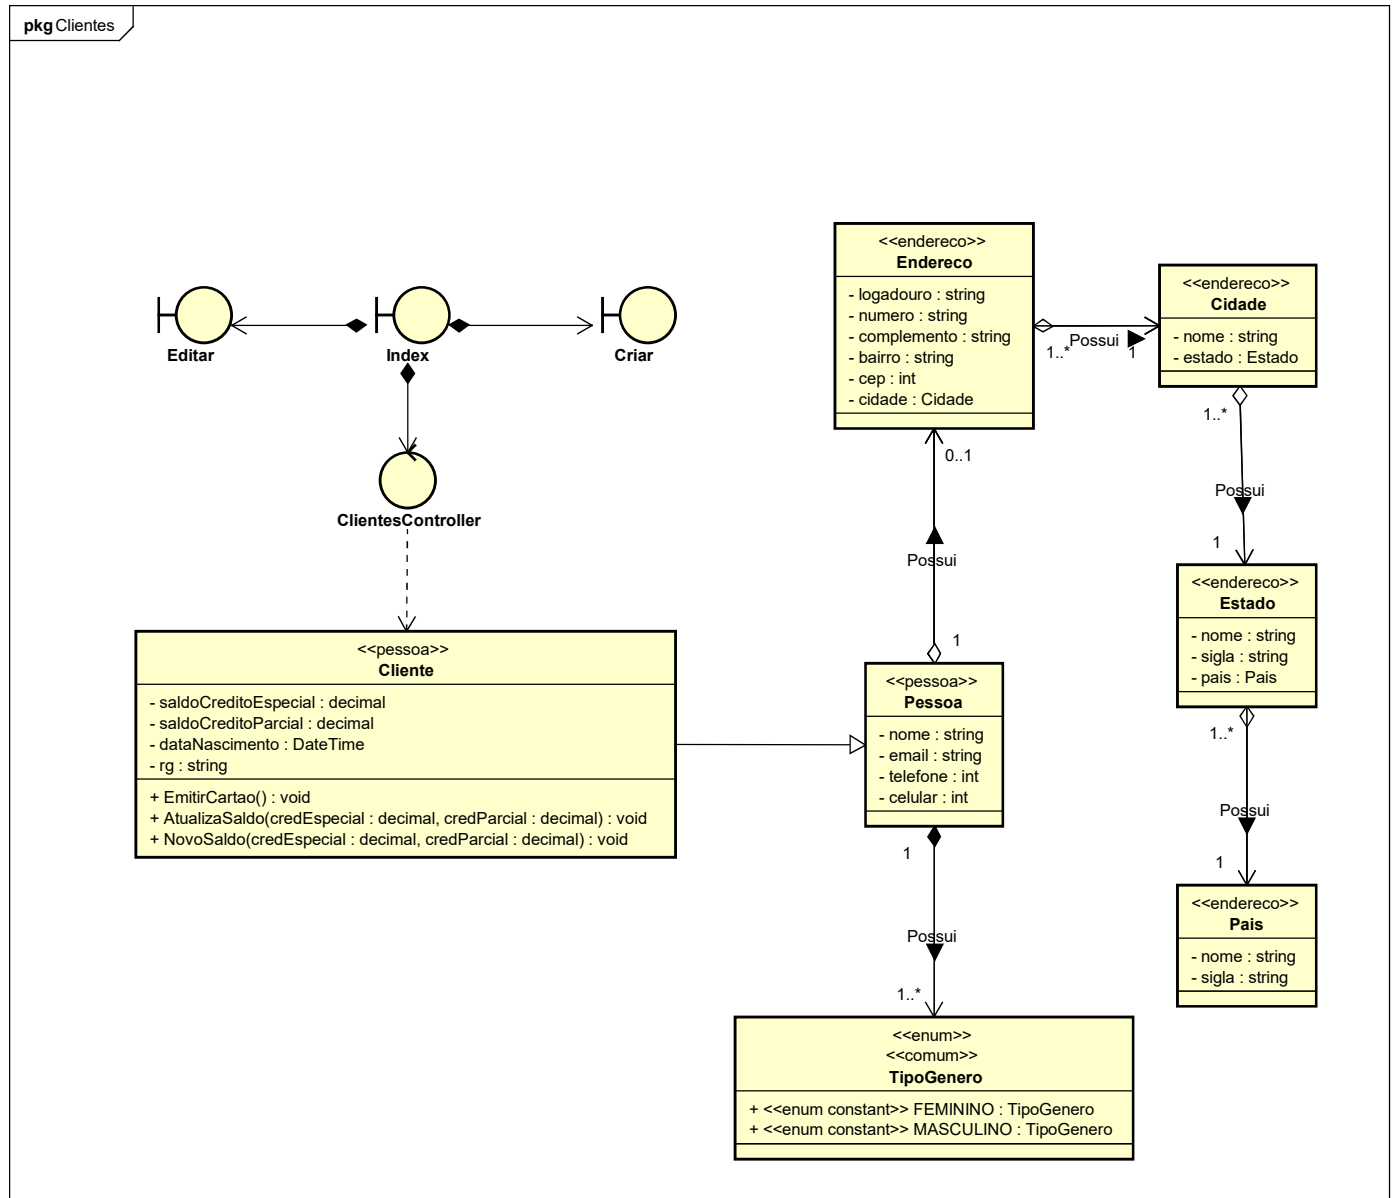 pkg Clientes
Editar
Index
Criar
ClientesController
<<endereco>>
Endereco
- logadouro : string
- numero : string
- complemento : string
- bairro : string
- cep : int
- cidade : Cidade
1..*
Possui
1
<<endereco>>
Cidade
- nome : string
- estado : Estado
1..*
Possui
1
0..1
Possui
1
<<endereco>>
Estado
- nome : string
- sigla : string
- pais : Pais
1..*
Possui
1
<<pessoa>>
Cliente
- saldoCreditoEspecial : decimal
- saldoCreditoParcial : decimal
- dataNascimento : DateTime
- rg : string
+ EmitirCartao() : void
+ AtualizaSaldo(credEspecial : decimal, credParcial : decimal) : void
+ NovoSaldo(credEspecial : decimal, credParcial : decimal) : void
<<pessoa>>
Pessoa
- nome : string
- email : string
- telefone : int
- celular : int
1
Possui
1..*
<<endereco>>
Pais
- nome : string
- sigla : string
<<enum>>
<<comum>>
TipoGenero
+ <<enum constant>> FEMININO : TipoGenero
+ <<enum constant>> MASCULINO : TipoGenero